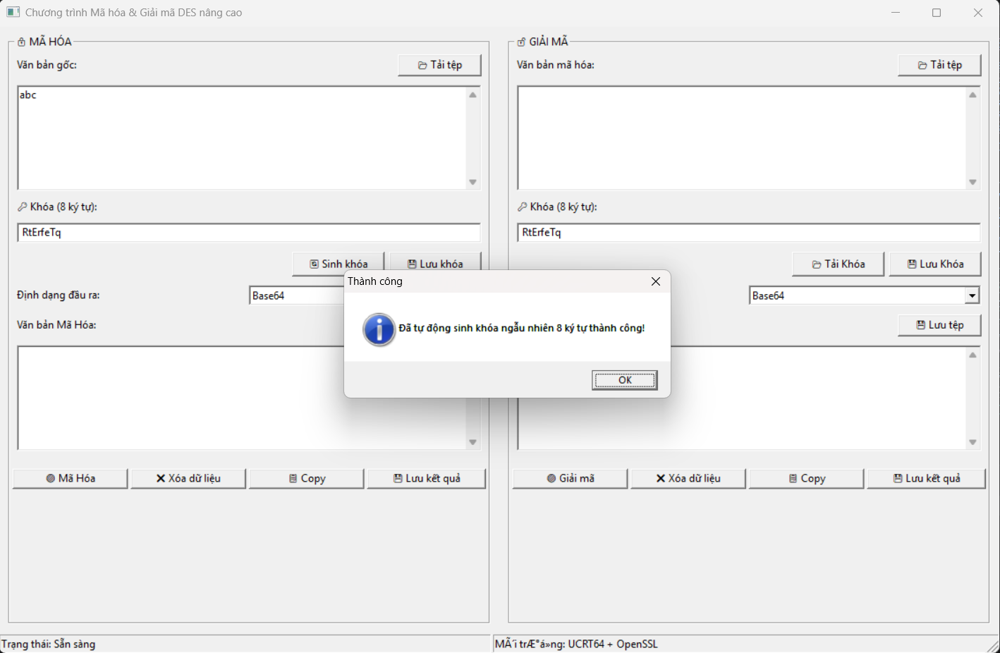 Chương trình Mã hóa & Giải mã DES nâng cao
MÃ HÓA
Văn bản gốc:
Tải tệp
abc
Khóa (8 ký tự):
RtErfeTq
Sinh khóa
Lưu khóa
Định dạng đầu ra:
Base64
Văn bản Mã Hóa:
Mã Hóa
Xóa dữ liệu
Copy
Lưu kết quả
GIẢI MÃ
Văn bản mã hóa:
Tải tệp
Khóa (8 ký tự):
RtErfeTq
Tải Khóa
Lưu Khóa
Base64
Lưu tệp
Giải mã
Xóa dữ liệu
Copy
Lưu kết quả
Thành công
Đã tự động sinh khóa ngẫu nhiên 8 ký tự thành công!
OK
Trạng thái: Sẵn sàng
MÃ´i trÆ°á»ng: UCRT64 + OpenSSL